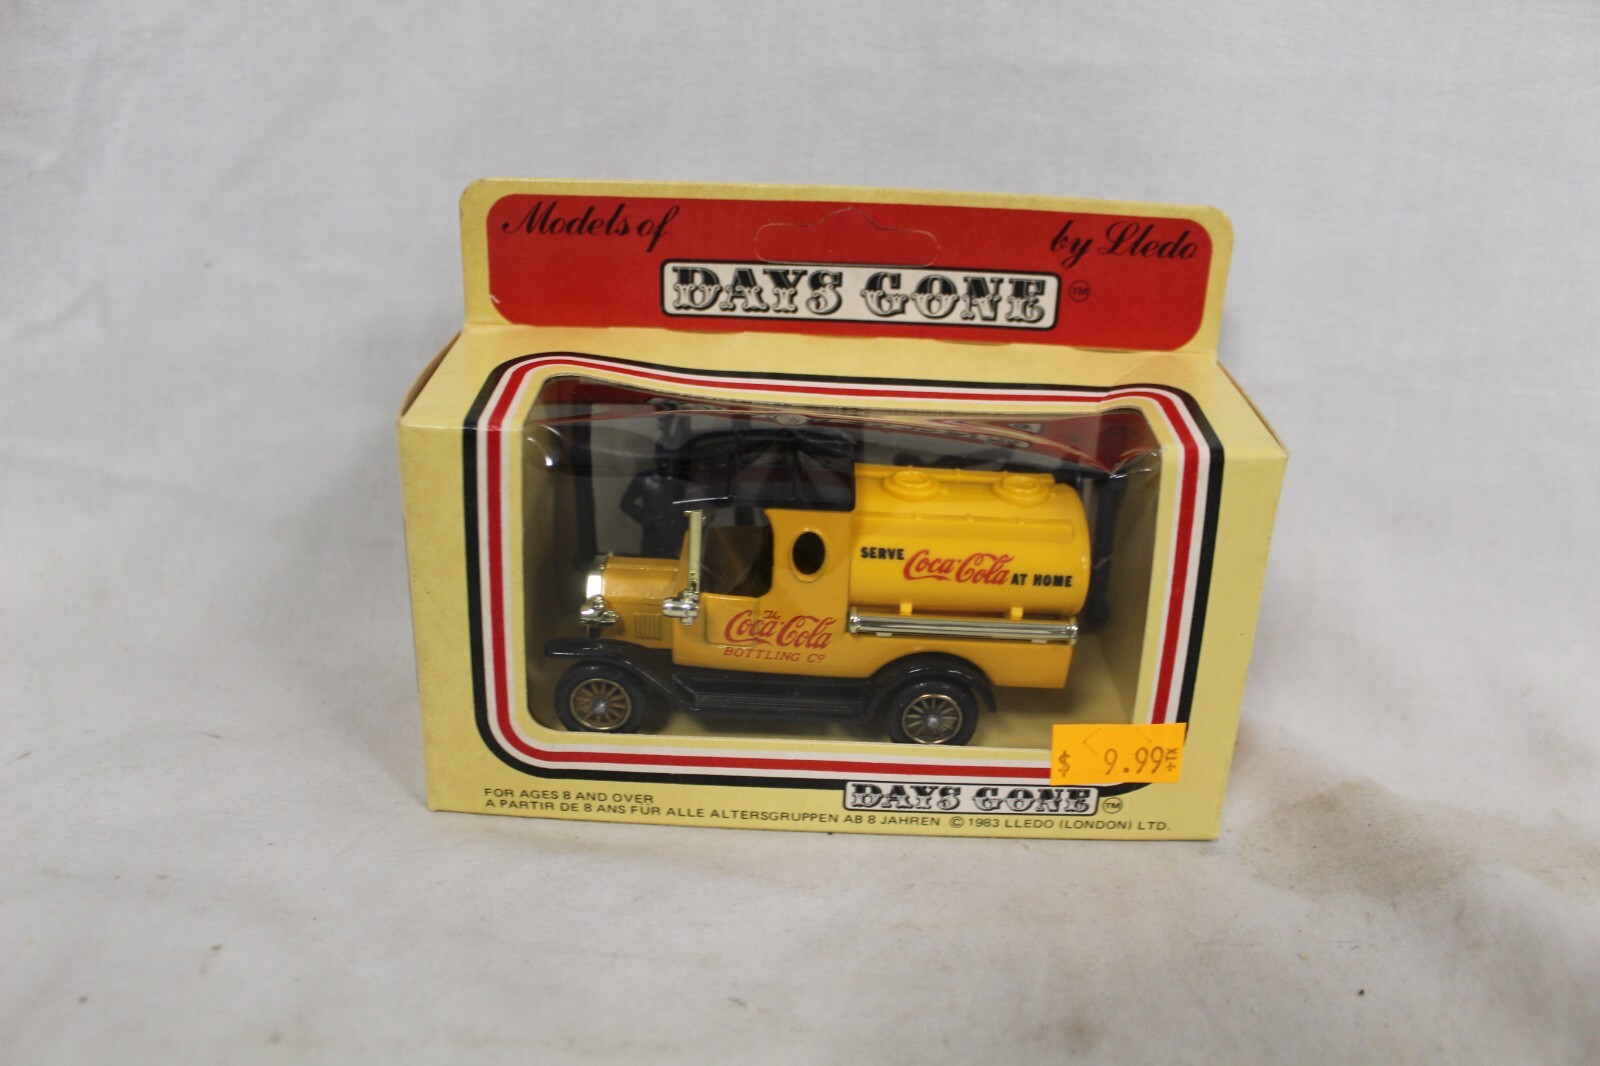 Models of
by Lledo
DAYS GONE ™
SERVE Coca-Cola AT HOME
The
Coca-Cola
BOTTLING Co
$ 9.99 +TX
DAYS GONE ™
FOR AGES 8 AND OVER
A PARTIR DE 8 ANS FÜR ALLE ALTERSGRUPPEN AB 8 JAHREN © 1983 LLEDO (LONDON) LTD.